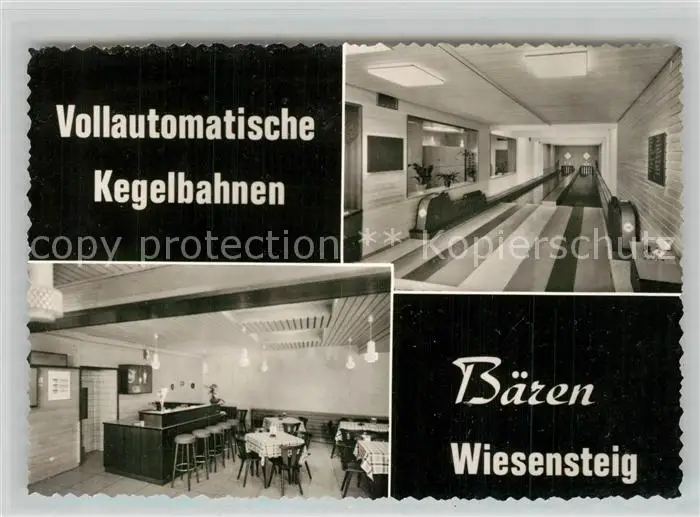 Vollautomatische
Kegelbahnen
copy protection ** Kopierschutz
Bären
Wiesensteig